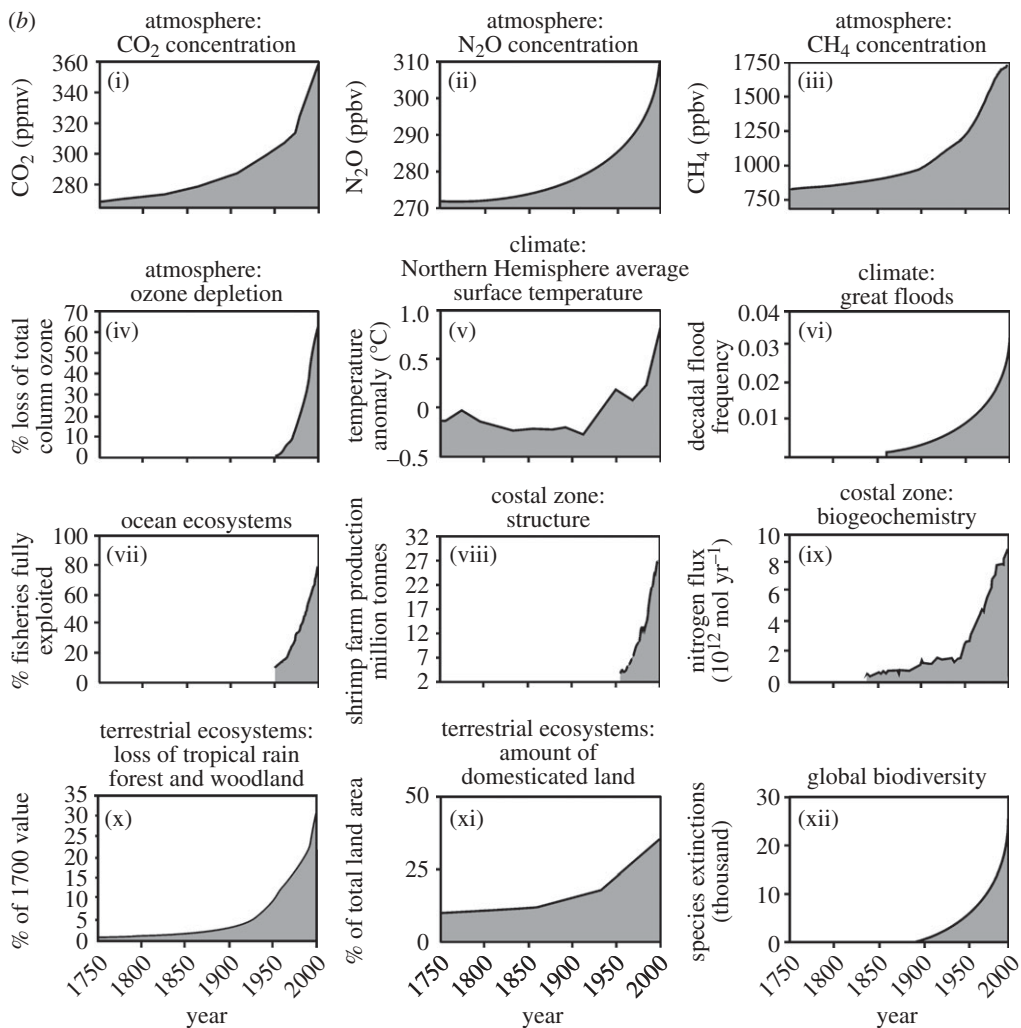 (b)
atmosphere:
CO2 concentration
CO2 (ppmv)
360
340
320
300
280
(i)
atmosphere:
N2O concentration
N2O (ppbv)
310
300
290
280
270
(ii)
atmosphere:
CH4 concentration
CH4 (ppbv)
1750
1500
1250
1000
750
(iii)
atmosphere:
ozone depletion
% loss of total
column ozone
70
60
50
40
30
20
10
0
(iv)
climate:
Northern Hemisphere average
surface temperature
temperature
anomaly (°C)
1.0
0.5
0
–0.5
(v)
climate:
great floods
decadal flood
frequency
0.04
0.03
0.02
0.01
(vi)
ocean ecosystems
% fisheries fully
exploited
100
80
60
40
20
0
(vii)
costal zone:
structure
shrimp farm production
million tonnes
32
27
22
17
12
7
2
(viii)
costal zone:
biogeochemistry
nitrogen flux
(10^12 mol yr^–1)
10
8
6
4
2
0
(ix)
terrestrial ecosystems:
loss of tropical rain
forest and woodland
% of 1700 value
35
30
25
20
15
10
5
0
(x)
1750
1800
1850
1900
1950
2000
year
terrestrial ecosystems:
amount of
domesticated land
% of total land area
50
25
0
(xi)
1750
1800
1850
1900
1950
2000
year
global biodiversity
species extinctions
(thousand)
30
20
10
0
(xii)
1750
1800
1850
1900
1950
2000
year